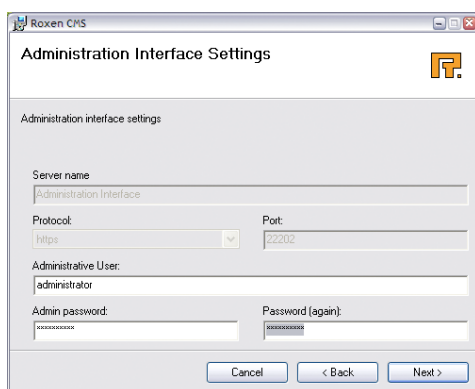 Roxen CMS
Administration Interface Settings
Administration interface settings
Server name
Administration Interface
Protocol: Port:
https 22202
Administrative User:
administrator
Admin password: Password (again):
×××××××××× ××××××××××
Cancel < Back Next >